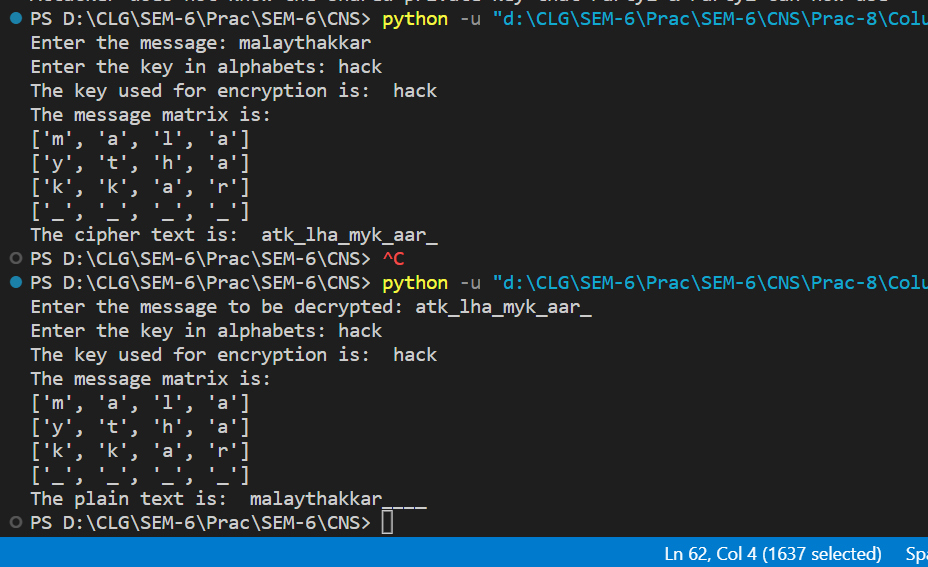 PS D:\CLG\SEM-6\Prac\SEM-6\CNS> python -u "d:\CLG\SEM-6\Prac\SEM-6\CNS\Prac-8\Colu
Enter the message: malaythakkar
Enter the key in alphabets: hack
The key used for encryption is:  hack
The message matrix is:
['m', 'a', 'l', 'a']
['y', 't', 'h', 'a']
['k', 'k', 'a', 'r']
['_', '_', '_', '_']
The cipher text is:  atk_lha_myk_aar_
PS D:\CLG\SEM-6\Prac\SEM-6\CNS> ^C
PS D:\CLG\SEM-6\Prac\SEM-6\CNS> python -u "d:\CLG\SEM-6\Prac\SEM-6\CNS\Prac-8\Colu
Enter the message to be decrypted: atk_lha_myk_aar_
Enter the key in alphabets: hack
The key used for encryption is:  hack
The message matrix is:
['m', 'a', 'l', 'a']
['y', 't', 'h', 'a']
['k', 'k', 'a', 'r']
['_', '_', '_', '_']
The plain text is:  malaythakkar____
PS D:\CLG\SEM-6\Prac\SEM-6\CNS>
Ln 62, Col 4 (1637 selected) Spa